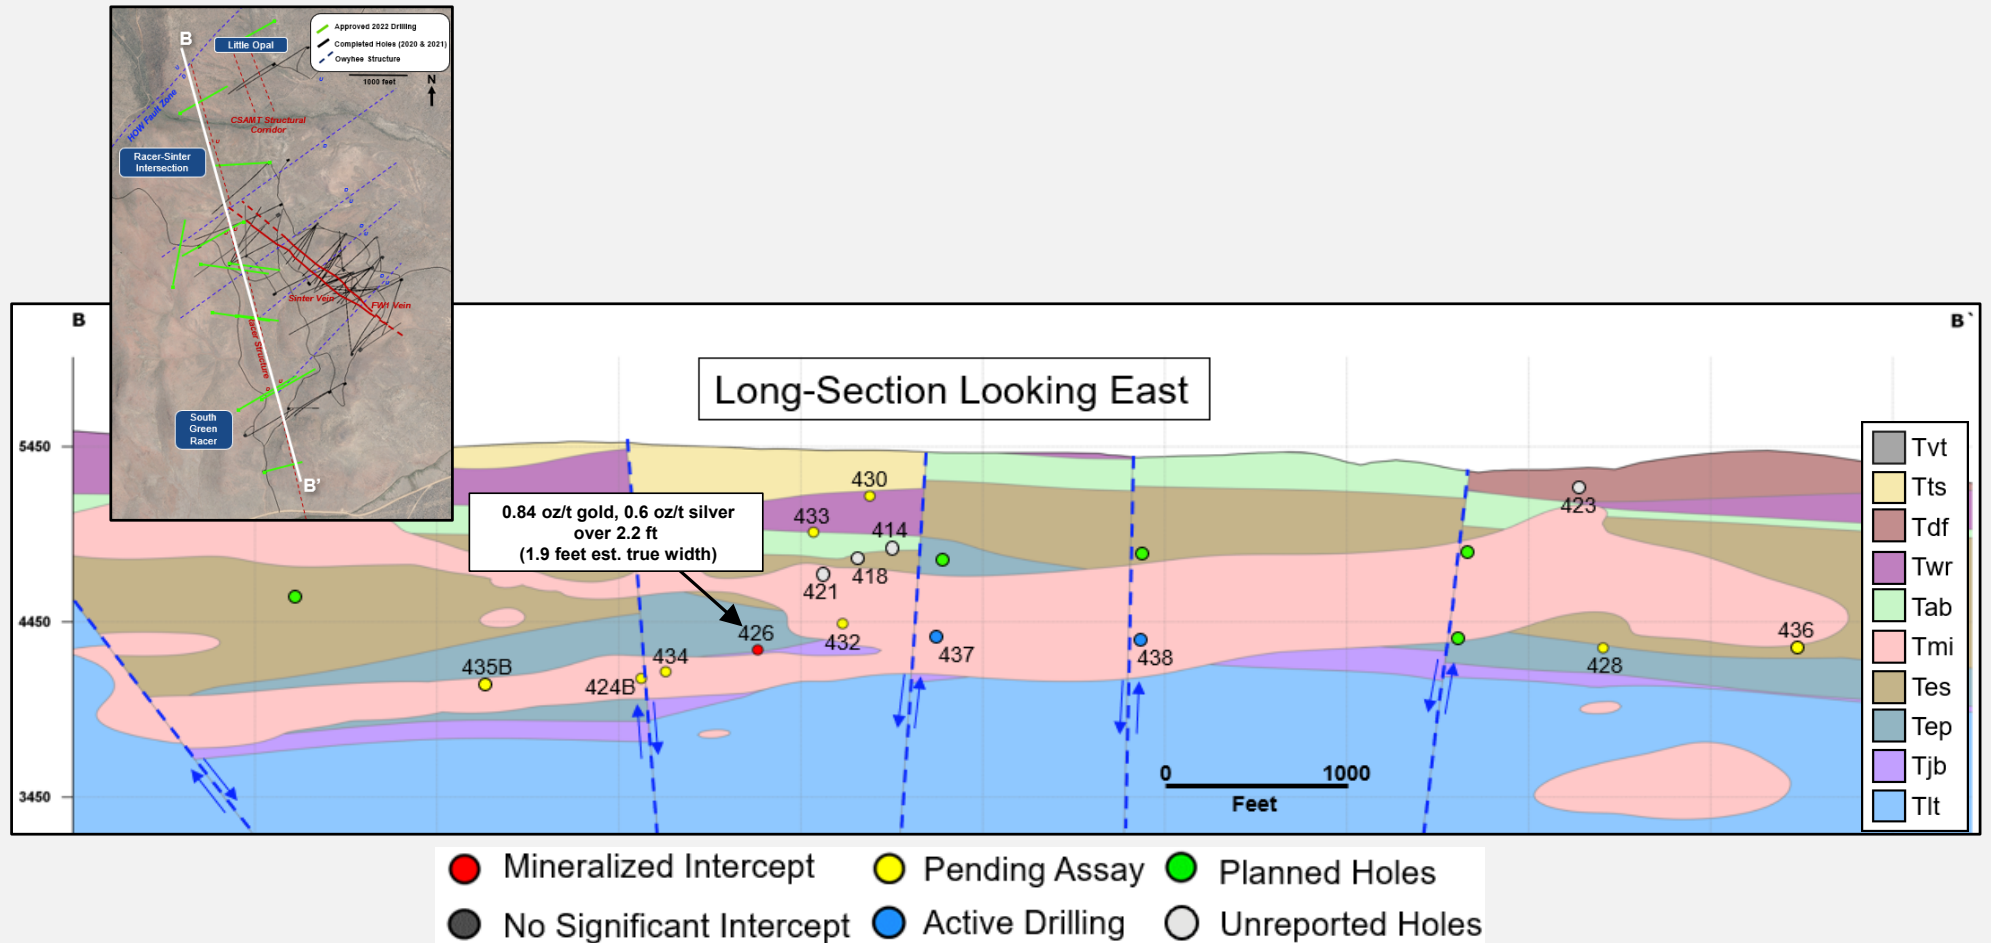 B
Little Opal
Approved 2022 Drilling
Completed Holes (2020 & 2021)
Owyhee Structure
1000 feet
N
HOW Fault Zone
CSAMT Structural
Corridor
Racer-Sinter
Intersection
Sinter Vein
FW1 Vein
Racer Structure
South
Green
Racer
B'
B
B`
Long-Section Looking East
5450
4450
3450
0.84 oz/t gold, 0.6 oz/t silver
over 2.2 ft
(1.9 feet est. true width)
430
433
414
418
421
423
426
432
437
438
428
436
435B
434
424B
0
1000
Feet
Tvt
Tts
Tdf
Twr
Tab
Tmi
Tes
Tep
Tjb
Tlt
Mineralized Intercept
Pending Assay
Planned Holes
No Significant Intercept
Active Drilling
Unreported Holes